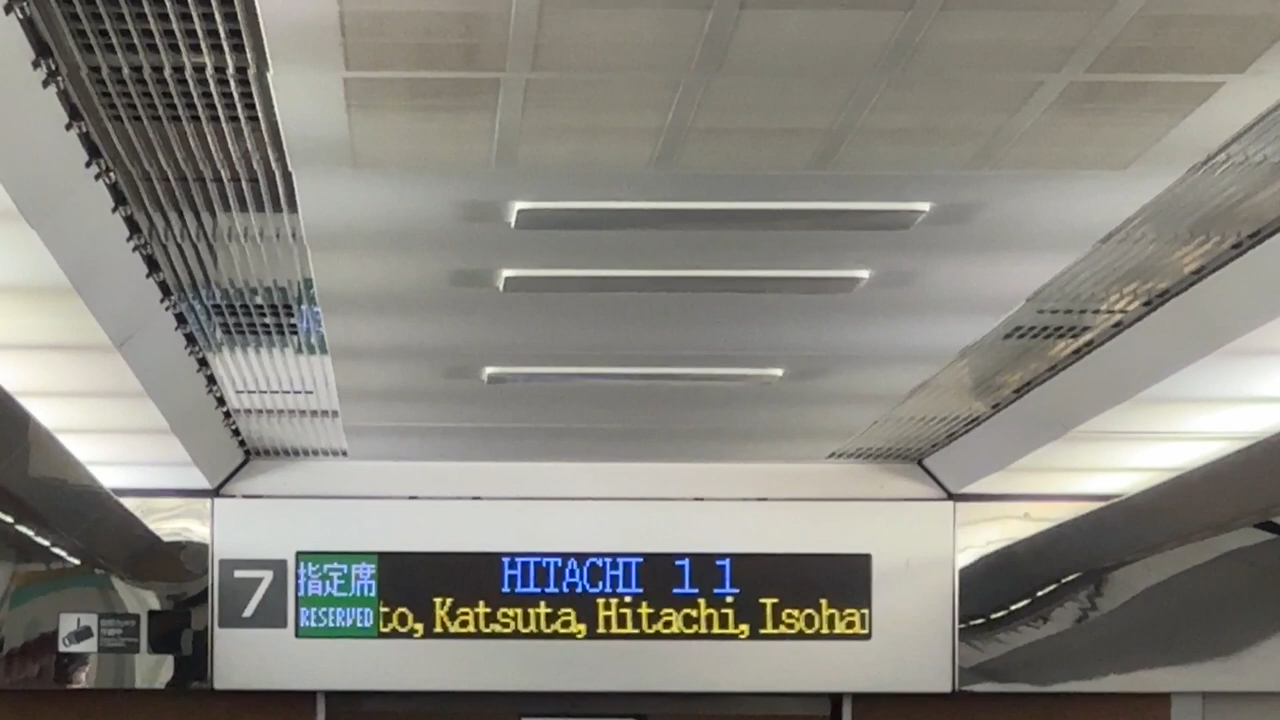 7
指定席
RESERVED
HITACHI 11
to, Katsuta, Hitachi, Isoha